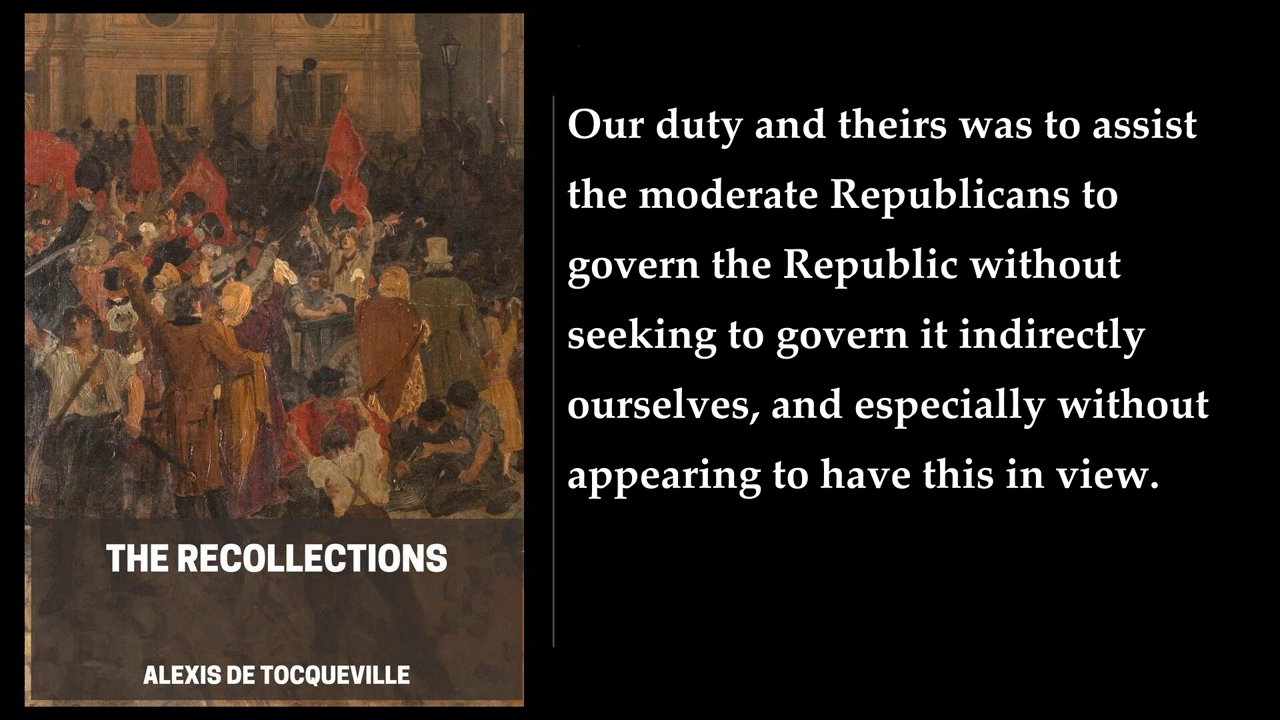 THE RECOLLECTIONS
ALEXIS DE TOCQUEVILLE
Our duty and theirs was to assist
the moderate Republicans to
govern the Republic without
seeking to govern it indirectly
ourselves, and especially without
appearing to have this in view.